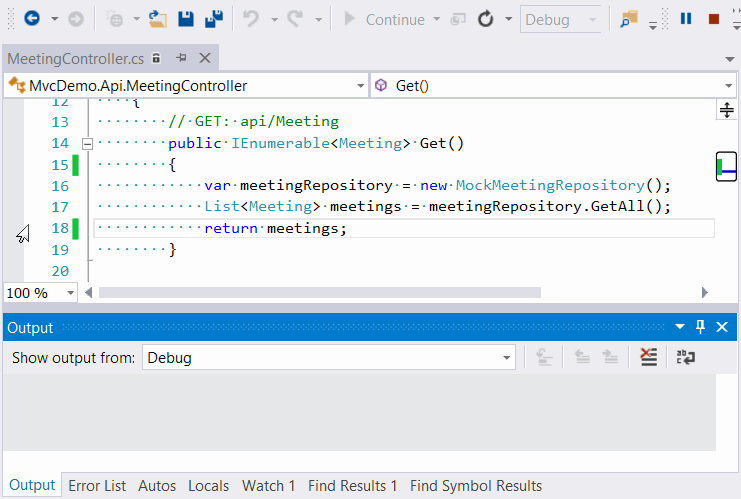 Continue Debug
MeetingController.cs
MvcDemo.Api.MeetingController Get()
12 {
13 // GET: api/Meeting
14 public IEnumerable<Meeting> Get()
15 {
16 var meetingRepository = new MockMeetingRepository();
17 List<Meeting> meetings = meetingRepository.GetAll();
18 return meetings;
19 }
20
100 %
Output
Show output from: Debug
Output Error List Autos Locals Watch 1 Find Results 1 Find Symbol Results